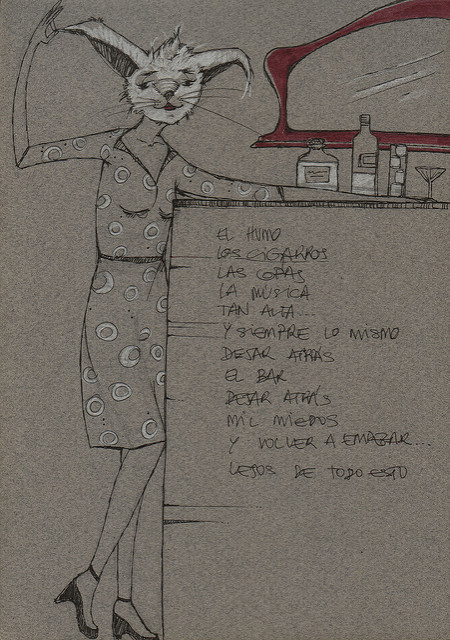 EL HUMO
LOS CIGARROS
LAS COPAS
LA MUSICA
TAN ALTA...
Y SIEMPRE LO MISMO
DEJAR ATRÁS
EL BAR
DEJAR ATRÁS
MIL MIEDOS
Y VOLVER A EMPEZAR...
LEJOS DE TODO ESTO